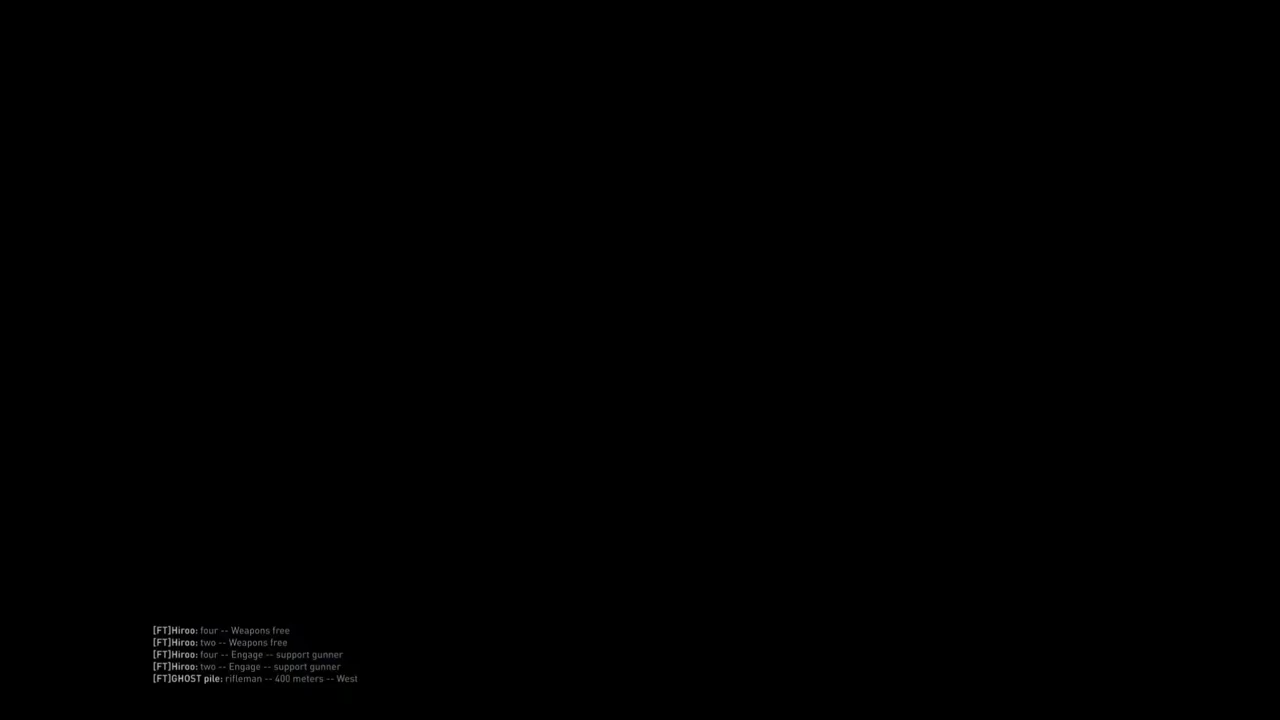 [FT]Hiroo: four -- Weapons free
[FT]Hiroo: two -- Weapons free
[FT]Hiroo: four -- Engage -- support gunner
[FT]Hiroo: two -- Engage -- support gunner
[FT]GHOST pile: rifleman -- 400 meters -- West